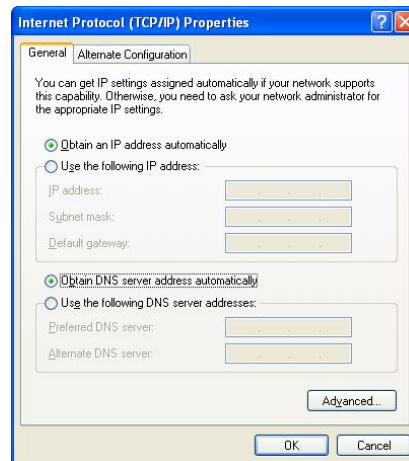 Internet Protocol (TCP/IP) Properties
General
Alternate Configuration
You can get IP settings assigned automatically if your network supports
this capability. Otherwise, you need to ask your network administrator for
the appropriate IP settings.
Obtain an IP address automatically
Use the following IP address:
IP address:
Subnet mask:
Default gateway:
Obtain DNS server address automatically
Use the following DNS server addresses:
Preferred DNS server:
Alternate DNS server:
Advanced...
OK
Cancel